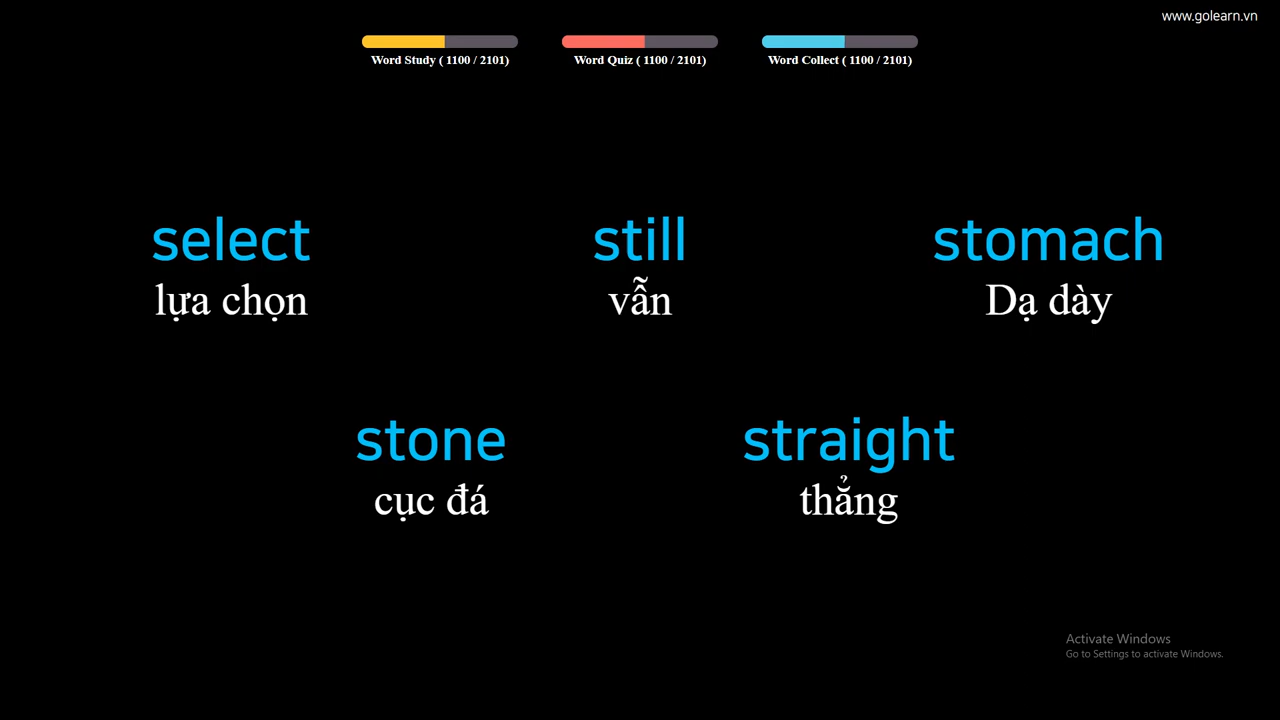 www.golearn.vn
Word Study ( 1100 / 2101)
Word Quiz ( 1100 / 2101)
Word Collect ( 1100 / 2101)
select
lựa chọn
still
vẫn
stomach
Dạ dày
stone
cục đá
straight
thẳng
Activate Windows
Go to Settings to activate Windows.